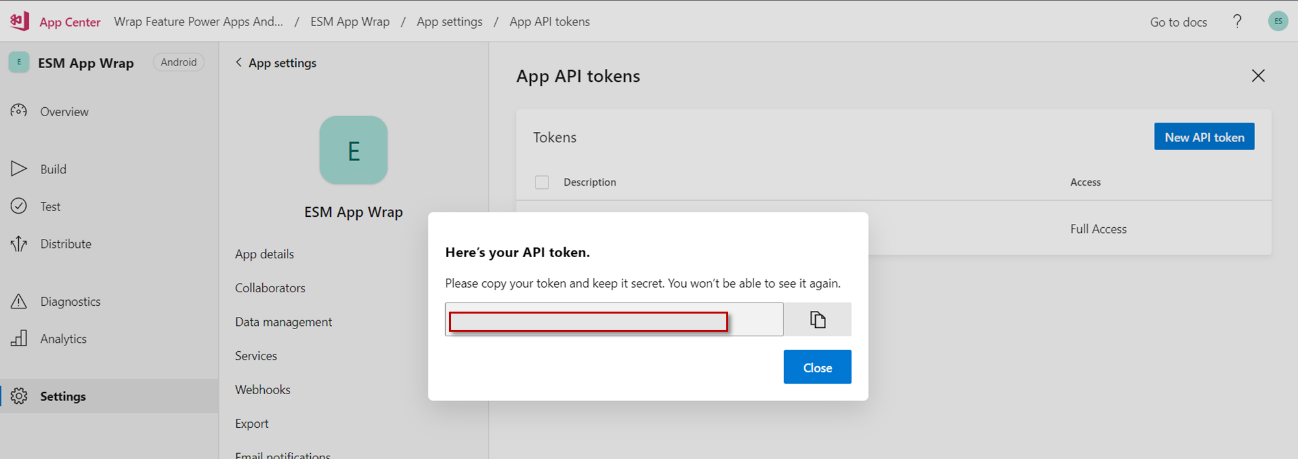 App Center Wrap Feature Power Apps And... / ESM App Wrap / App settings / App API tokens Go to docs ? ES
E ESM App Wrap Android
Overview
Build
Test
Distribute
Diagnostics
Analytics
Settings
App settings
E
ESM App Wrap
App details
Collaborators
Data management
Services
Webhooks
Export
Email notifications
App API tokens
Tokens New API token
Description Access
Full Access
Here's your API token.
Please copy your token and keep it secret. You won't be able to see it again.
Close